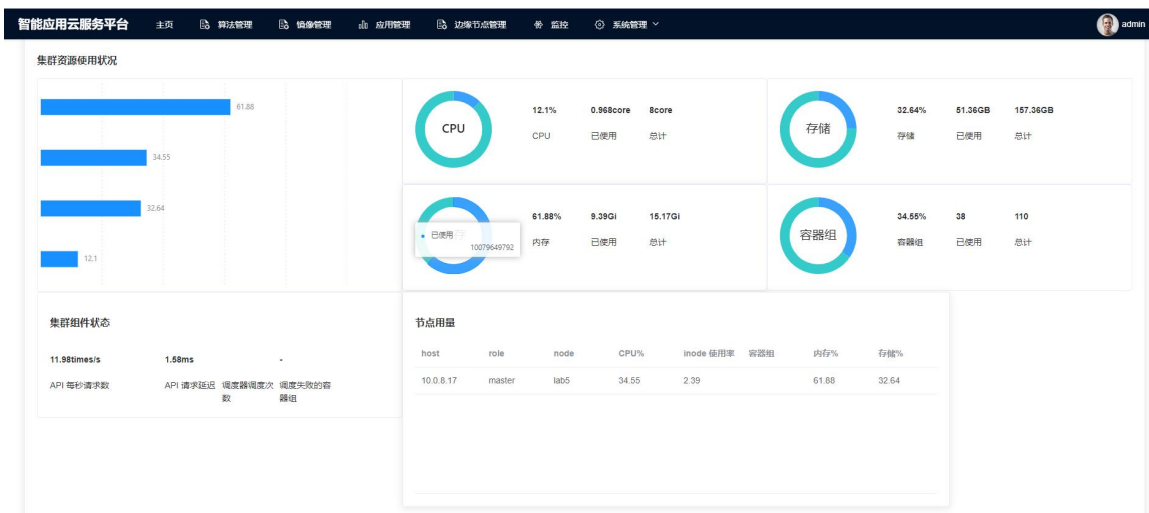 智能应用云服务平台 主页 算法管理 镜像管理 应用管理 边缘节点管理 监控 系统管理 admin
集群资源使用状况
61.88
34.55
32.64
12.1
CPU
12.1% 0.968core 8core
CPU 已使用 总计
存储
32.64% 51.36GB 157.36GB
存储 已使用 总计
已使用
10079649792
61.88% 9.39Gi 15.17Gi
内存 已使用 总计
容器组
34.55% 38 110
容器组 已使用 总计
集群组件状态
11.98times/s 1.58ms -
API 每秒请求数 API 请求延迟 调度器调度次数 调度失败的容器组
节点用量
host role node CPU% inode 使用率 容器组 内存% 存储%
10.0.8.17 master lab5 34.55 2.39 61.88 32.64